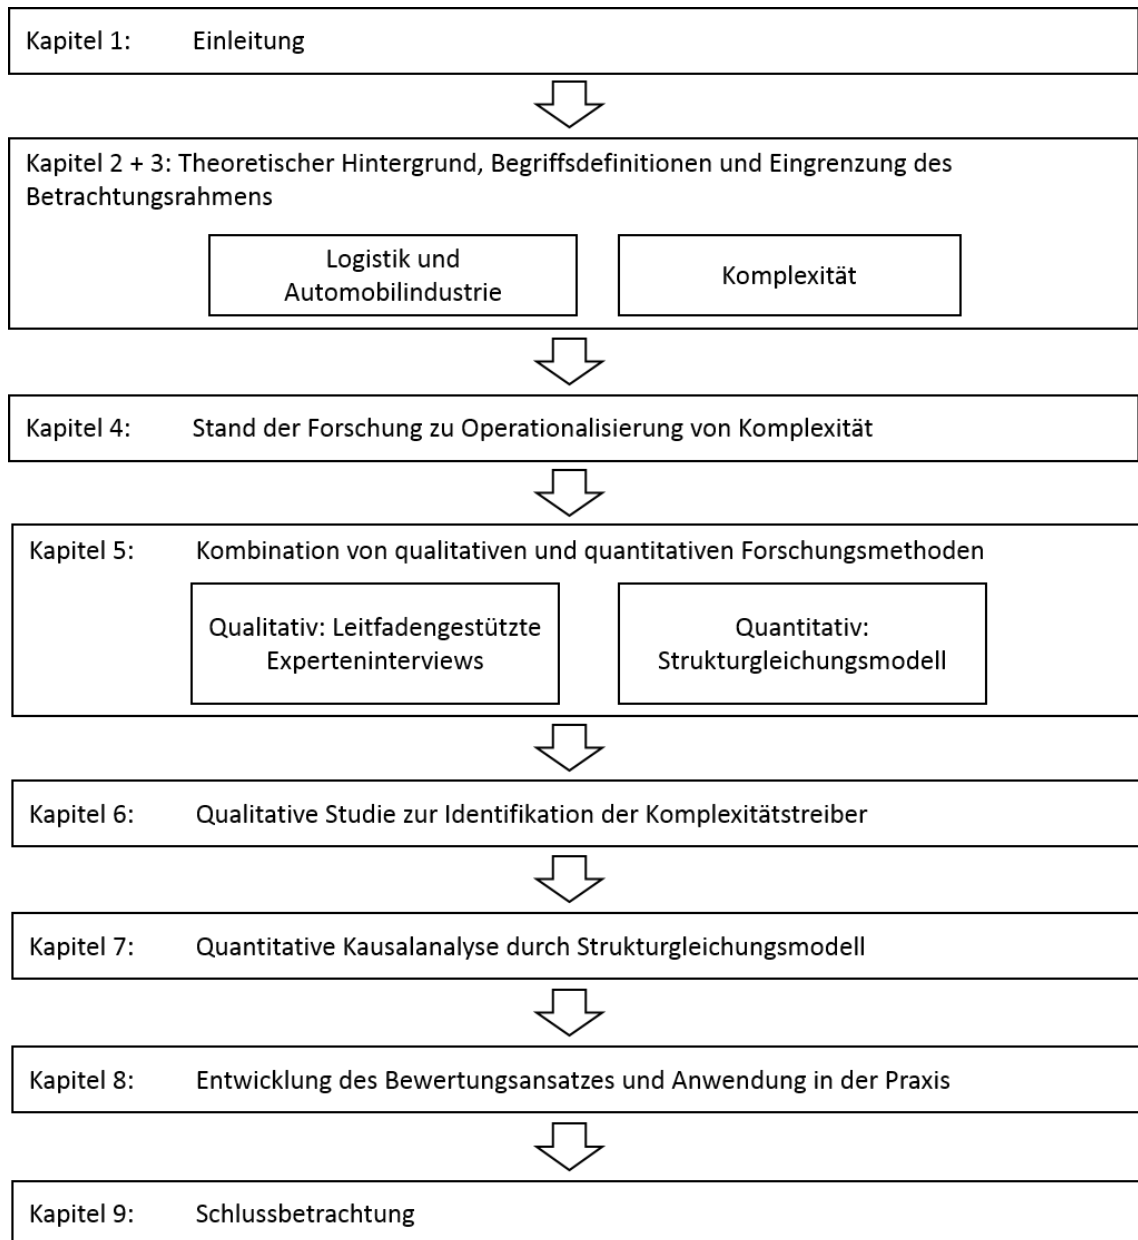 Kapitel 1: Einleitung
Kapitel 2 + 3: Theoretischer Hintergrund, Begriffsdefinitionen und Eingrenzung des
Betrachtungsrahmens
Logistik und
Automobilindustrie
Komplexität
Kapitel 4: Stand der Forschung zu Operationalisierung von Komplexität
Kapitel 5: Kombination von qualitativen und quantitativen Forschungsmethoden
Qualitativ: Leitfadengestützte
Experteninterviews
Quantitativ:
Strukturgleichungsmodell
Kapitel 6: Qualitative Studie zur Identifikation der Komplexitätstreiber
Kapitel 7: Quantitative Kausalanalyse durch Strukturgleichungsmodell
Kapitel 8: Entwicklung des Bewertungsansatzes und Anwendung in der Praxis
Kapitel 9: Schlussbetrachtung